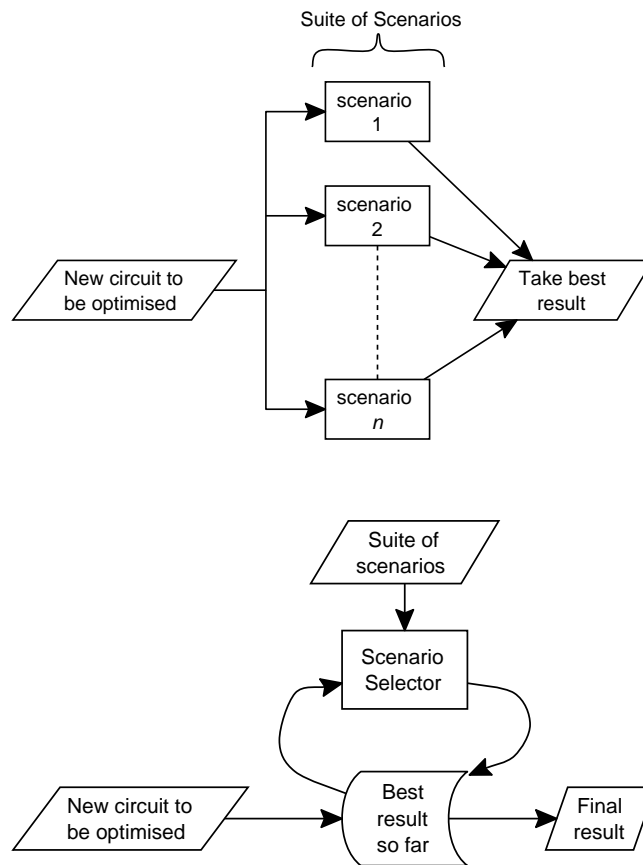 Suite of Scenarios
scenario
1
scenario
2
New circuit to
be optimised
Take best
result
scenario
n
Suite of
scenarios
Scenario
Selector
New circuit to
be optimised
Best
result
so far
Final
result